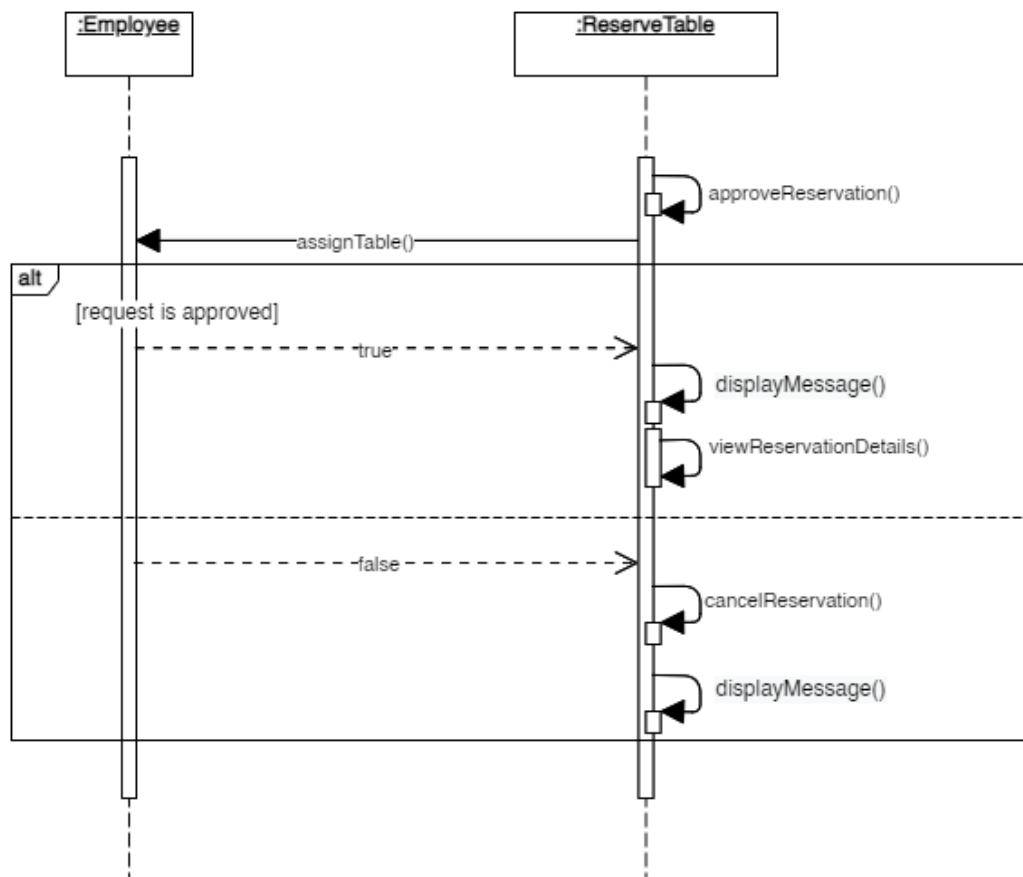 :Employee
:ReserveTable
approveReservation()
assignTable()
alt
[request is approved]
true
displayMessage()
viewReservationDetails()
false
cancelReservation()
displayMessage()